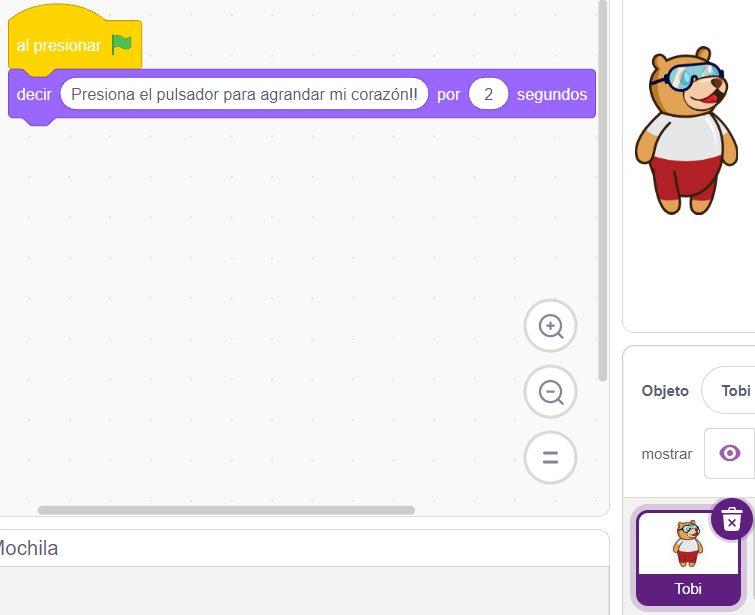 al presionar
decir Presiona el pulsador para agrandar mi corazón!! por 2 segundos
Objeto Tobi
mostrar
Mochila
Tobi